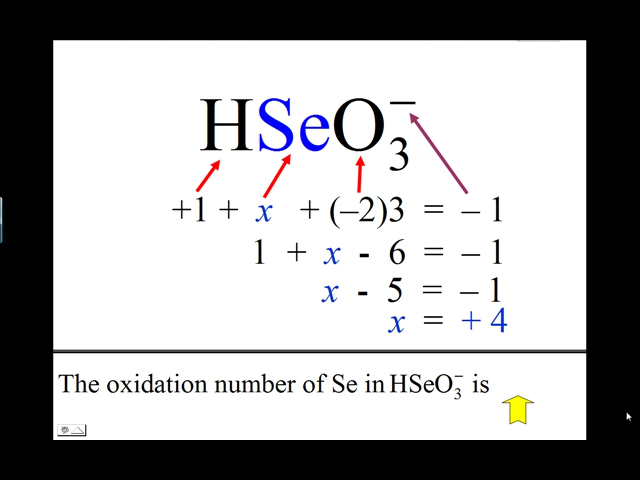 HSeO₃⁻
+1 + x + (–2)3 = – 1
1 + x - 6 = – 1
x - 5 = – 1
x = + 4
The oxidation number of Se in HSeO₃⁻ is